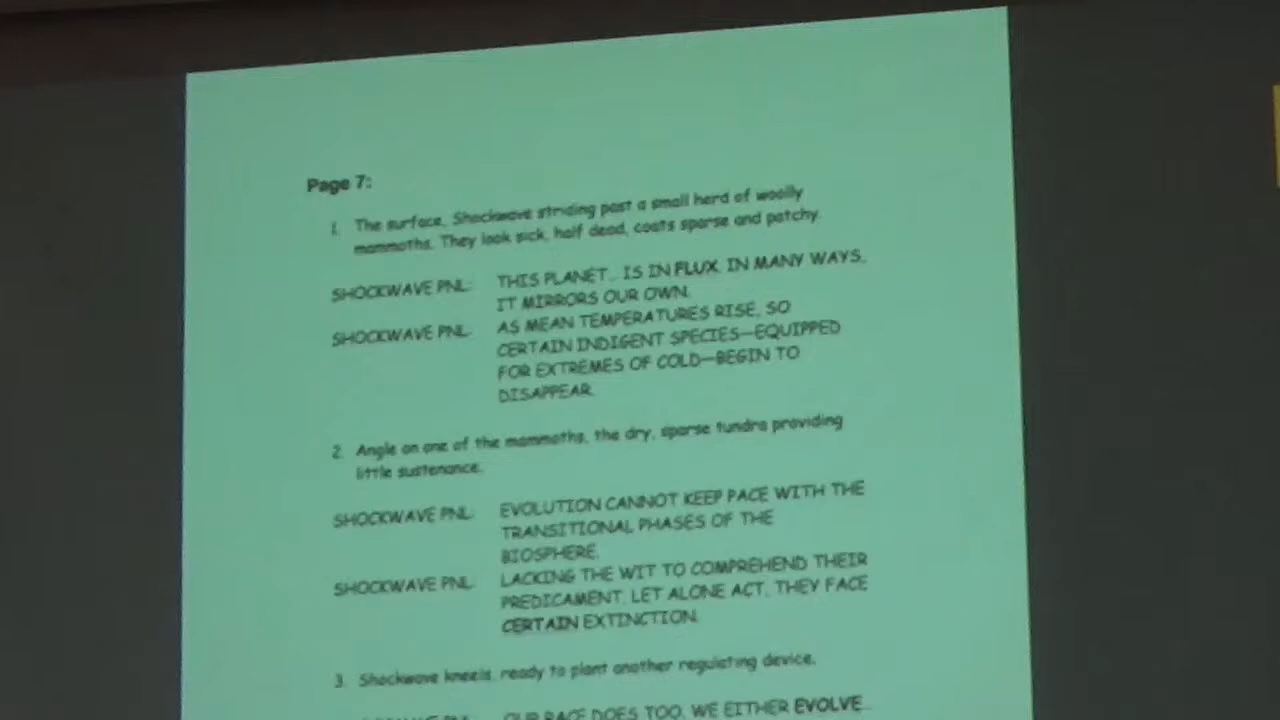 Page 7:
1. The surface. Shockwave striding past a small herd of woolly
mammoths. They look sick, half dead, coats sparse and patchy.
SHOCKWAVE PNL: THIS PLANET... IS IN FLUX. IN MANY WAYS,
IT MIRRORS OUR OWN.
SHOCKWAVE PNL: AS MEAN TEMPERATURES RISE, SO
CERTAIN INDIGENT SPECIES—EQUIPPED
FOR EXTREMES OF COLD—BEGIN TO
DISAPPEAR.
2. Angle on one of the mammoths, the dry, sparse tundra providing
little sustenance.
SHOCKWAVE PNL: EVOLUTION CANNOT KEEP PACE WITH THE
TRANSITIONAL PHASES OF THE
BIOSPHERE.
SHOCKWAVE PNL: LACKING THE WIT TO COMPREHEND THEIR
PREDICAMENT, LET ALONE ACT, THEY FACE
CERTAIN EXTINCTION.
3. Shockwave kneels, ready to plant another regulating device.
OUR RACE DOES TOO. WE EITHER EVOLVE...